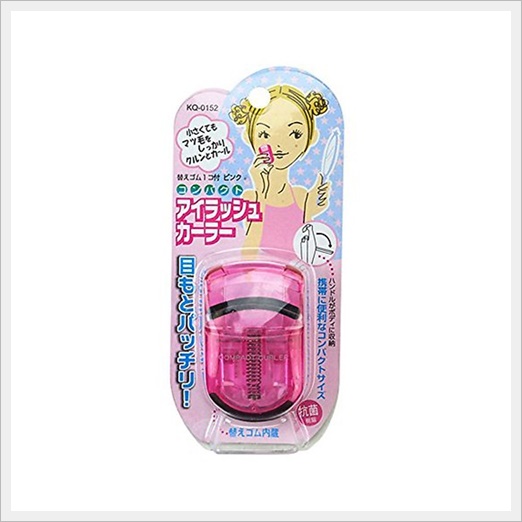 KQ-0152
小さくても
マツ毛を
しっかり
クルンとカール
替えゴム1コ付 ピンク
コンパクト
アイラッシュ
カーラー
目もとパッチリ!
ハンドルがボディに収納
携帯に便利なコンパクトサイズ
COMPACT CURLER
抗菌
樹脂
替えゴム内蔵